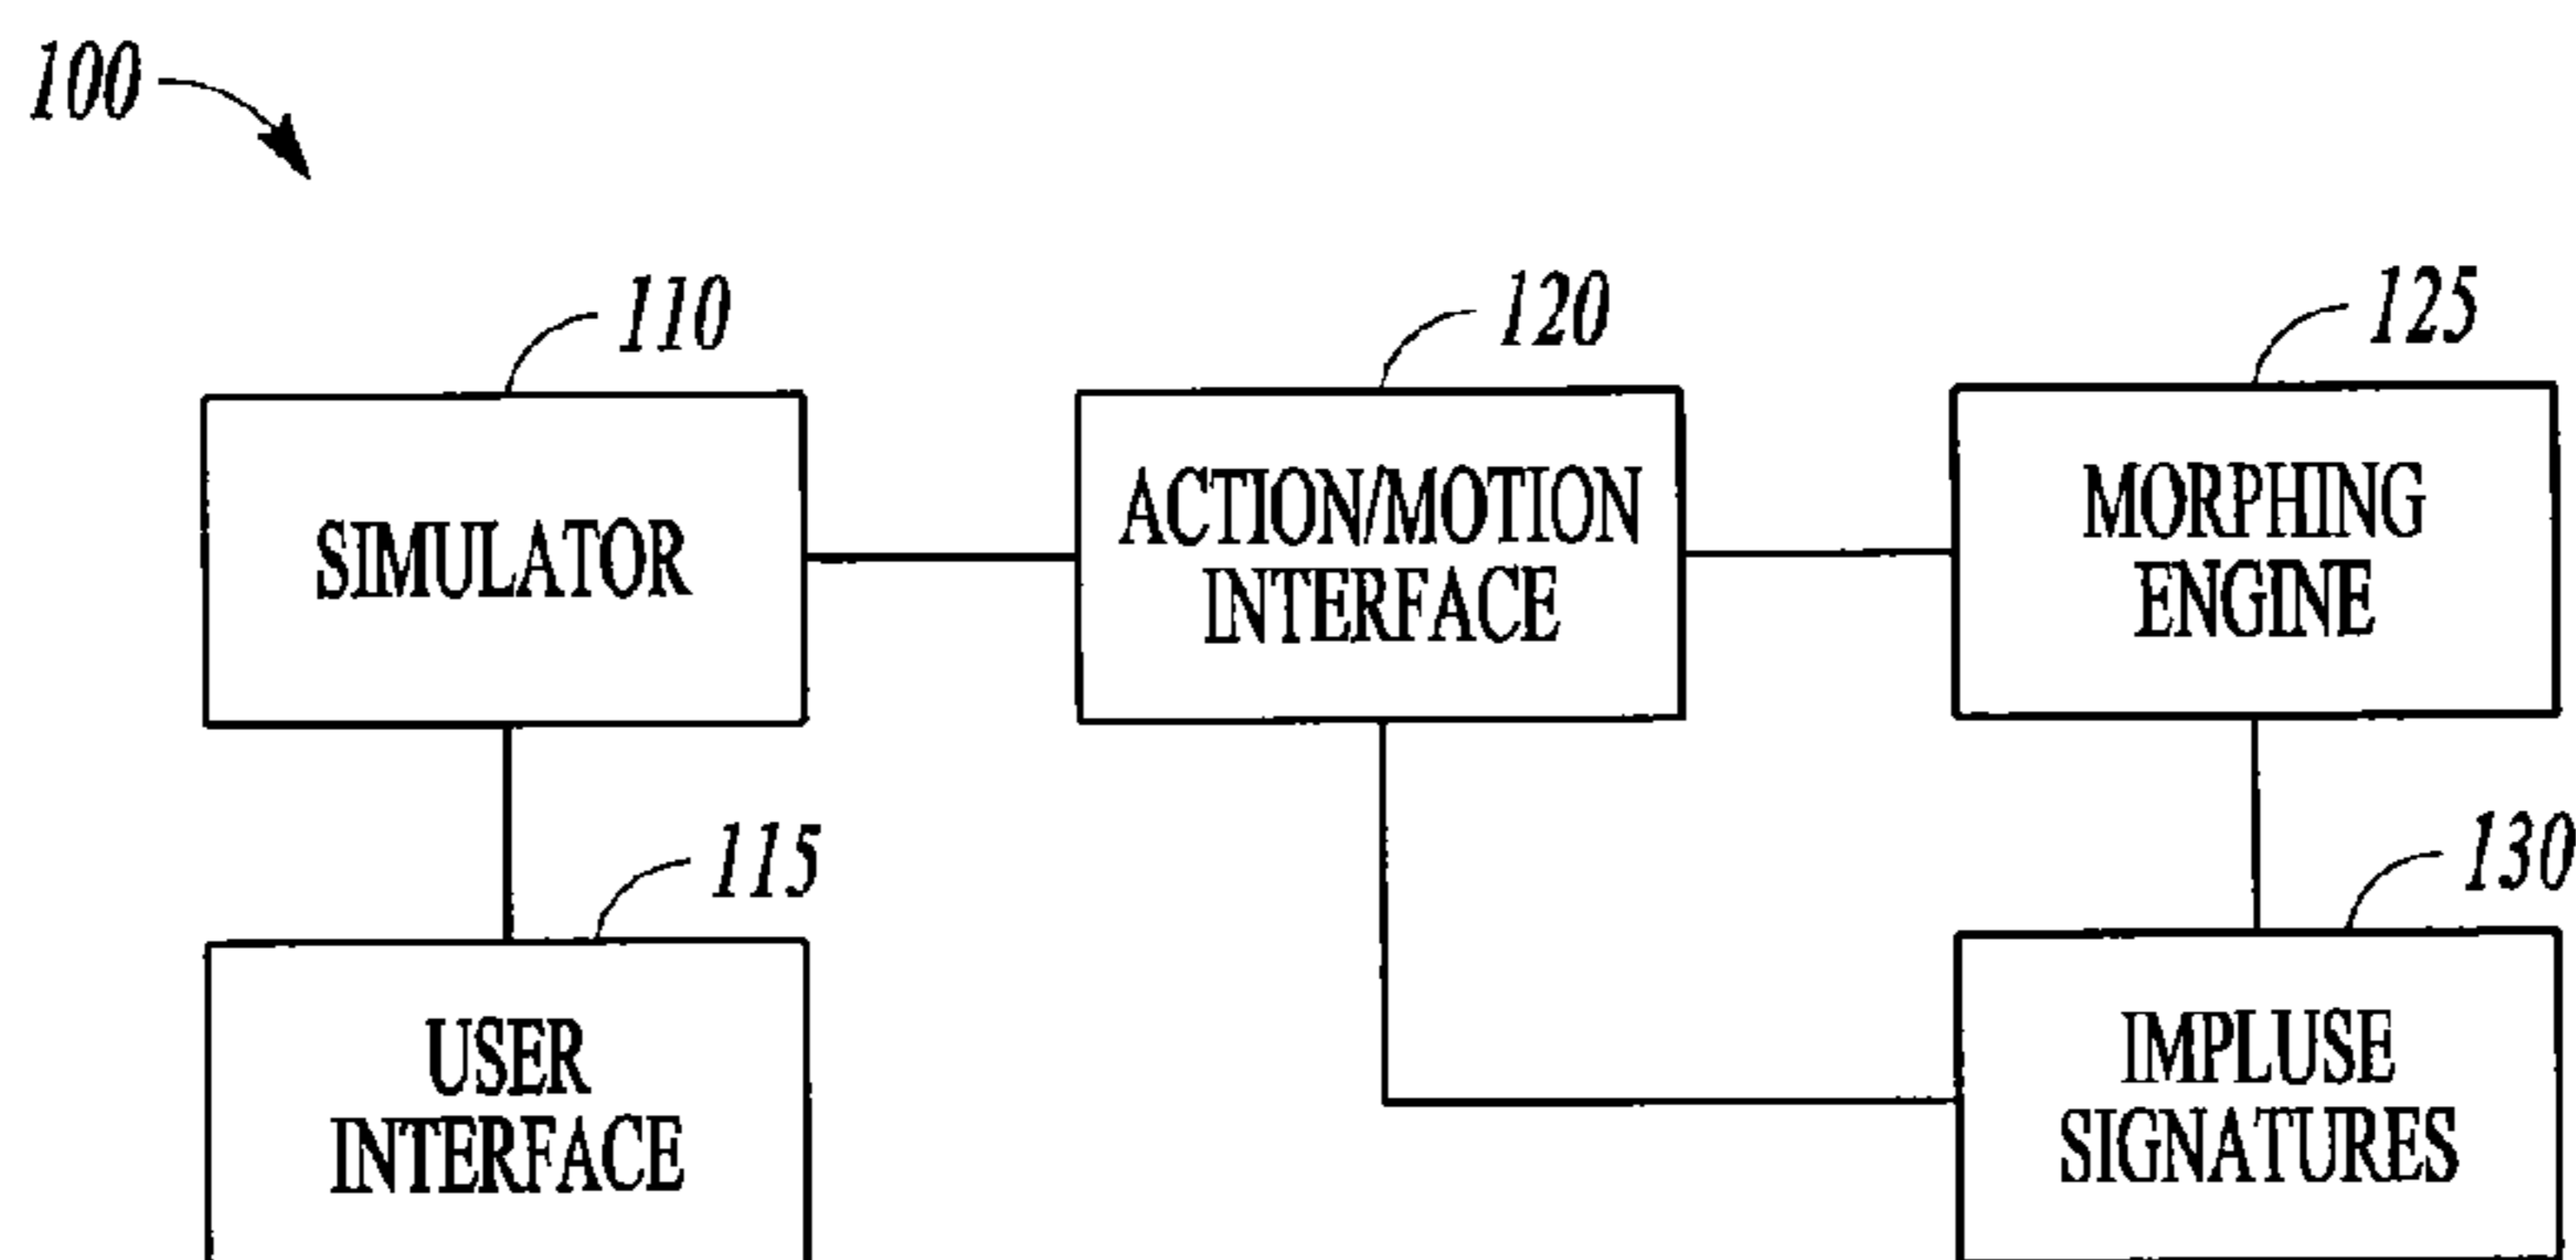 100
110
120
125
SIMULATOR
ACTION/MOTION
INTERFACE
MORPHING
ENGINE
115
130
USER
INTERFACE
IMPLUSE
SIGNATURES